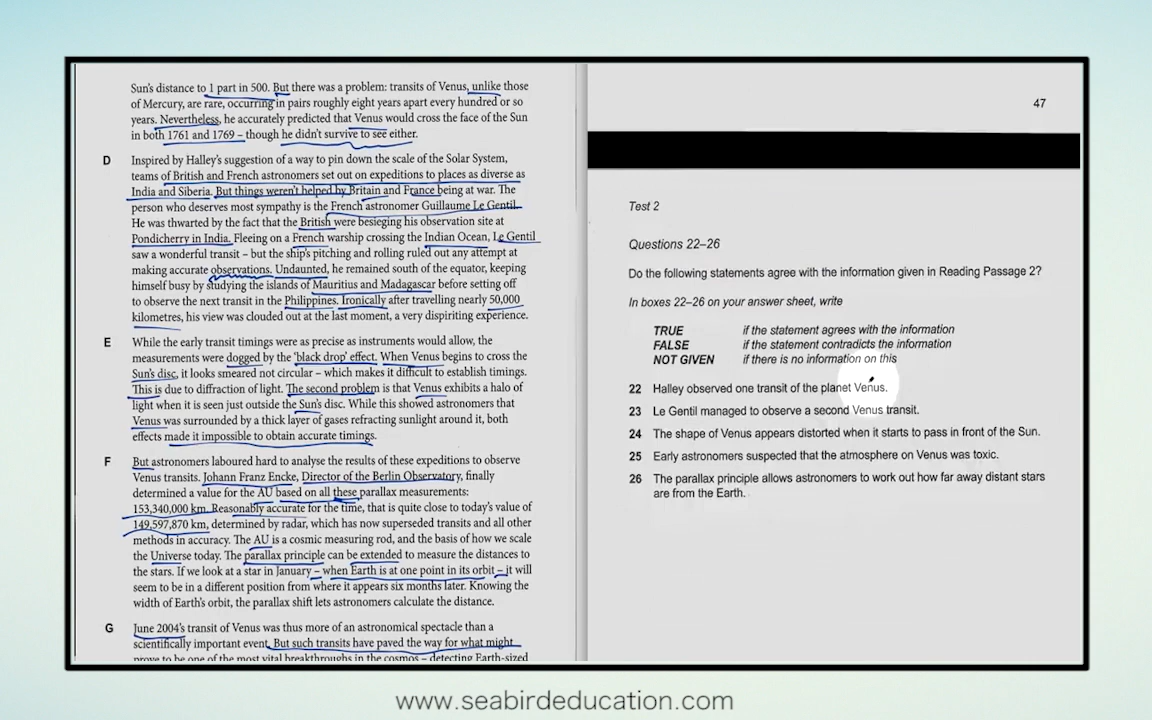 Sun's distance to 1 part in 500. But there was a problem: transits of Venus, unlike those
of Mercury, are rare, occurring in pairs roughly eight years apart every hundred or so
years. Nevertheless, he accurately predicted that Venus would cross the face of the Sun
in both 1761 and 1769 – though he didn't survive to see either.
D Inspired by Halley's suggestion of a way to pin down the scale of the Solar System,
teams of British and French astronomers set out on expeditions to places as diverse as
India and Siberia. But things weren't helped by Britain and France being at war. The
person who deserves most sympathy is the French astronomer Guillaume Le Gentil.
He was thwarted by the fact that the British were besieging his observation site at
Pondicherry in India. Fleeing on a French warship crossing the Indian Ocean, Le Gentil
saw a wonderful transit – but the ship's pitching and rolling ruled out any attempt at
making accurate observations. Undaunted, he remained south of the equator, keeping
himself busy by studying the islands of Mauritius and Madagascar before setting off
to observe the next transit in the Philippines. Ironically after travelling nearly 50,000
kilometres, his view was clouded out at the last moment, a very dispiriting experience.
E While the early transit timings were as precise as instruments would allow, the
measurements were dogged by the 'black drop' effect. When Venus begins to cross the
Sun's disc, it looks smeared not circular – which makes it difficult to establish timings.
This is due to diffraction of light. The second problem is that Venus exhibits a halo of
light when it is seen just outside the Sun's disc. While this showed astronomers that
Venus was surrounded by a thick layer of gases refracting sunlight around it, both
effects made it impossible to obtain accurate timings.
F But astronomers laboured hard to analyse the results of these expeditions to observe
Venus transits. Johann Franz Encke, Director of the Berlin Observatory, finally
determined a value for the AU based on all these parallax measurements:
153,340,000 km. Reasonably accurate for the time, that is quite close to today's value of
149,597,870 km, determined by radar, which has now superseded transits and all other
methods in accuracy. The AU is a cosmic measuring rod, and the basis of how we scale
the Universe today. The parallax principle can be extended to measure the distances to
the stars. If we look at a star in January – when Earth is at one point in its orbit – it will
seem to be in a different position from where it appears six months later. Knowing the
width of Earth's orbit, the parallax shift lets astronomers calculate the distance.
G June 2004's transit of Venus was thus more of an astronomical spectacle than a
scientifically important event. But such transits have paved the way for what might
prove to be one of the most vital breakthroughs in the cosmos – detecting Earth-sized
47
Test 2
Questions 22–26
Do the following statements agree with the information given in Reading Passage 2?
In boxes 22–26 on your answer sheet, write
TRUE if the statement agrees with the information
FALSE if the statement contradicts the information
NOT GIVEN if there is no information on this
22 Halley observed one transit of the planet Venus.
23 Le Gentil managed to observe a second Venus transit.
24 The shape of Venus appears distorted when it starts to pass in front of the Sun.
25 Early astronomers suspected that the atmosphere on Venus was toxic.
26 The parallax principle allows astronomers to work out how far away distant stars
are from the Earth.
www.seabirdeducation.com